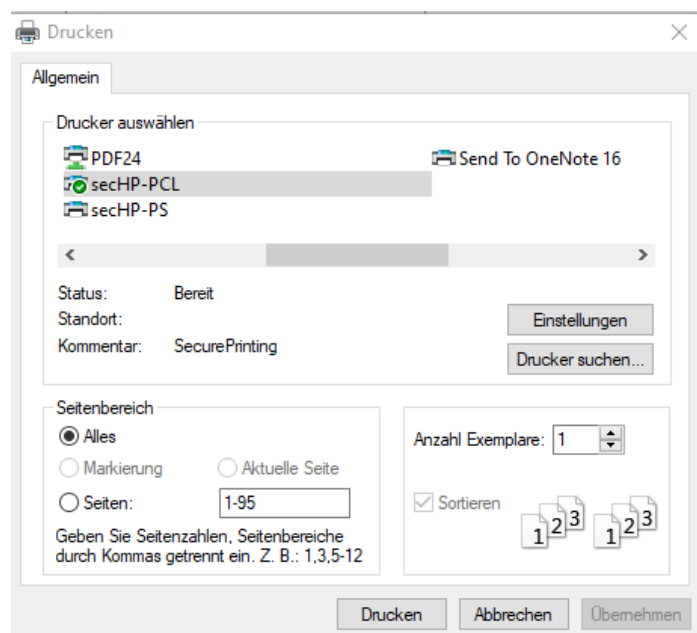 Drucken
Allgemein
Drucker auswählen
PDF24
Send To OneNote 16
secHP-PCL
secHP-PS
Status: Bereit
Standort:
Kommentar: SecurePrinting
Einstellungen
Drucker suchen...
Seitenbereich
Alles
Markierung
Aktuelle Seite
Seiten: 1-95
Geben Sie Seitenzahlen, Seitenbereiche
durch Kommas getrennt ein. Z. B.: 1,3,5-12
Anzahl Exemplare: 1
Sortieren
1 2 3 1 2 3
Drucken Abbrechen Übernehmen